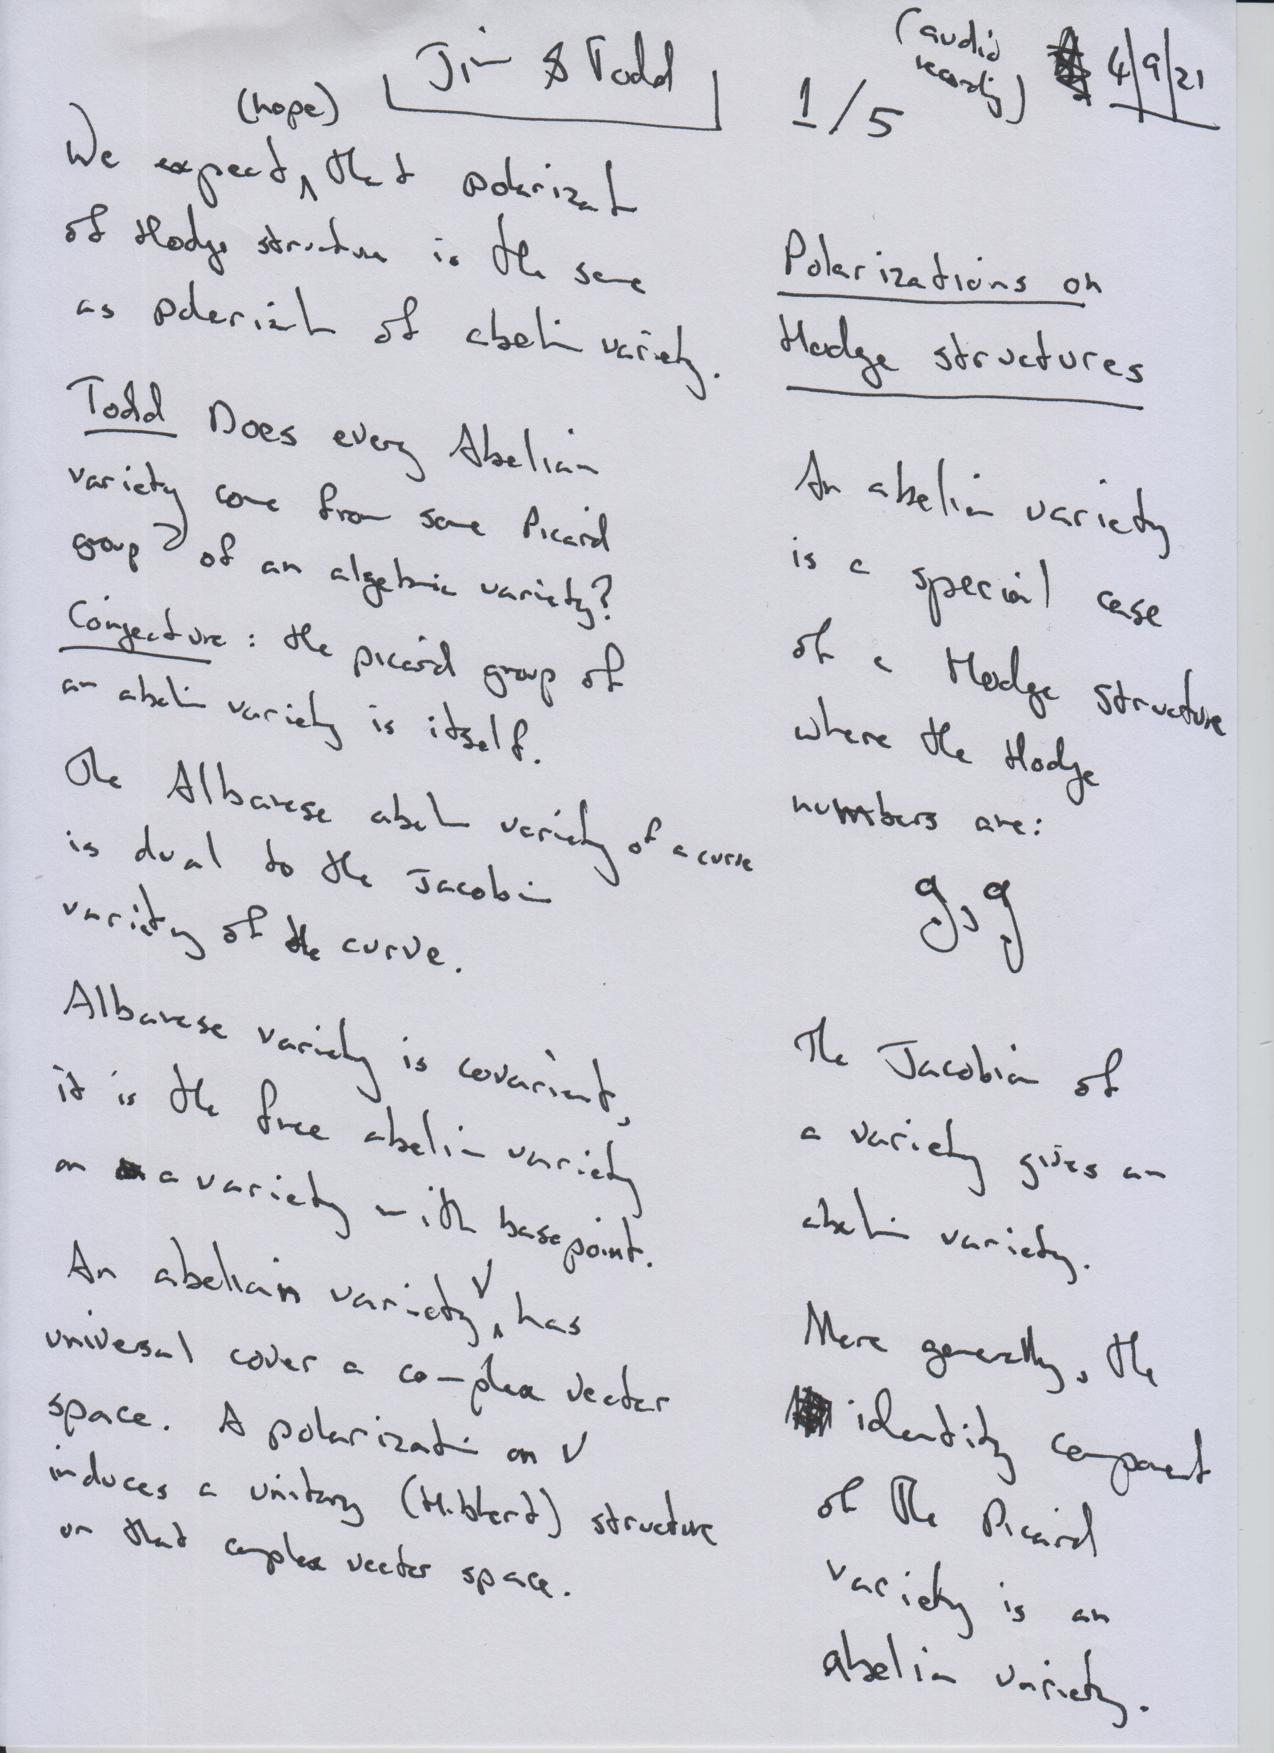 Jim & Todd
(audio
recording)
4/9/21
1/5
(hope)
We expect ∧ that polarizat
of Hodge structure is the same
as polarizat of abelian variety.
Todd Does every Abelian
variety come from some Picard
group of an algebraic variety?
Conjecture: the picard group of
an abelian variety is itself.
The Albanese abelian variety of a curve
is dual to the Jacobian
variety of the curve.
Albanese variety is covariant,
it is the free abelian variety
on a variety with basepoint.
An abelian variety ∧ V has
universal cover a complex vector
space. A polarization on V
induces a unitary (Hilbert) structure
on that complex vector space.
Polarizations on
Hodge structures
An abelian variety
is a special case
of a Hodge structure
where the Hodge
numbers are:
g, g
The Jacobian of
a variety gives an
abelian variety.
More generally, the
identity component
of the Picard
variety is an
abelian variety.